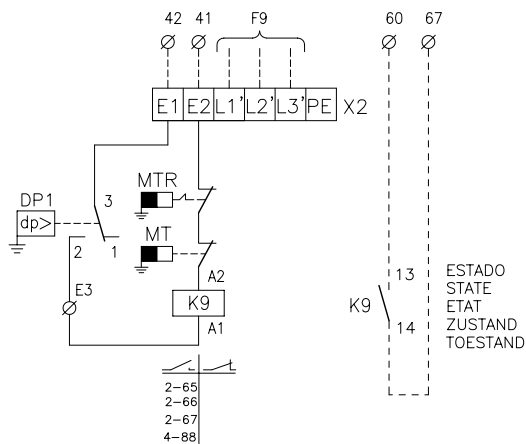 42 41 F9 60 67
E1 E2 L1' L2' L3' PE X2
MTR
DP1 3
dp>
MT
2 1
A2
E3
K9
A1
13
K9
14
ESTADO
STATE
ETAT
ZUSTAND
TOESTAND
2-65
2-66
2-67
4-88